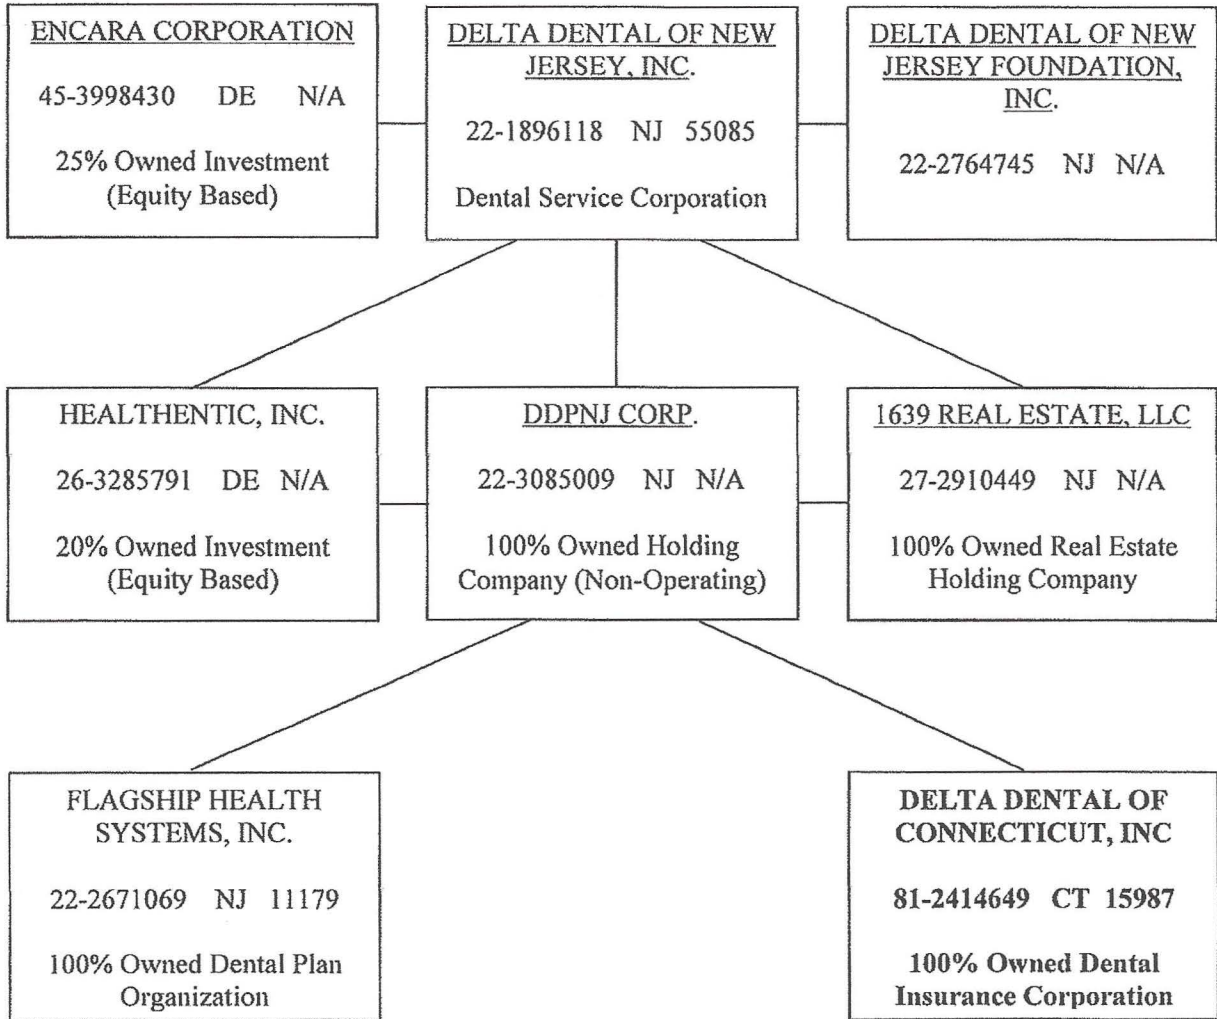 ENCARA CORPORATION
45-3998430 DE N/A
25% Owned Investment
(Equity Based)
DELTA DENTAL OF NEW
JERSEY, INC.
22-1896118 NJ 55085
Dental Service Corporation
DELTA DENTAL OF NEW
JERSEY FOUNDATION,
INC.
22-2764745 NJ N/A
HEALTHENTIC, INC.
26-3285791 DE N/A
20% Owned Investment
(Equity Based)
DDPNJ CORP.
22-3085009 NJ N/A
100% Owned Holding
Company (Non-Operating)
1639 REAL ESTATE, LLC
27-2910449 NJ N/A
100% Owned Real Estate
Holding Company
FLAGSHIP HEALTH
SYSTEMS, INC.
22-2671069 NJ 11179
100% Owned Dental Plan
Organization
DELTA DENTAL OF
CONNECTICUT, INC
81-2414649 CT 15987
100% Owned Dental
Insurance Corporation